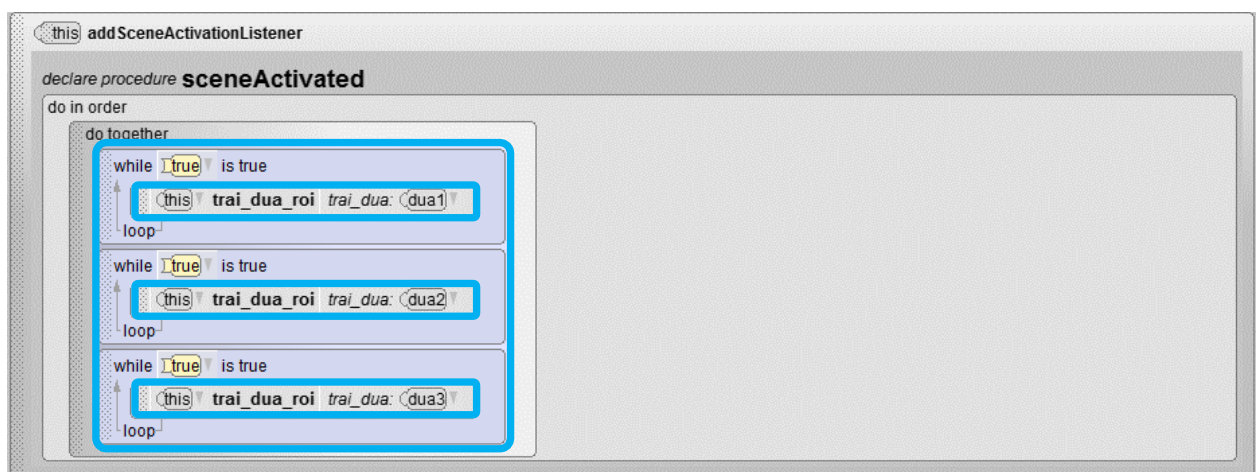 this addSceneActivationListener
declare procedure sceneActivated
do in order
do together
while true is true
this trai_dua_roi trai_dua: dua1
loop
while true is true
this trai_dua_roi trai_dua: dua2
loop
while true is true
this trai_dua_roi trai_dua: dua3
loop